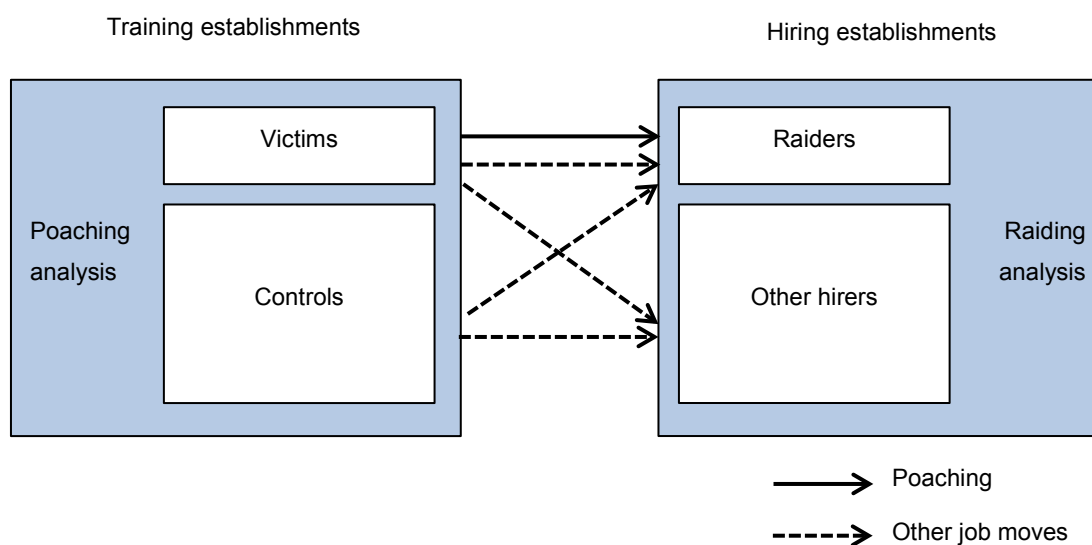 Training establishments
Hiring establishments
Victims
Raiders
Poaching
analysis
Raiding
analysis
Controls
Other hirers
Poaching
Other job moves